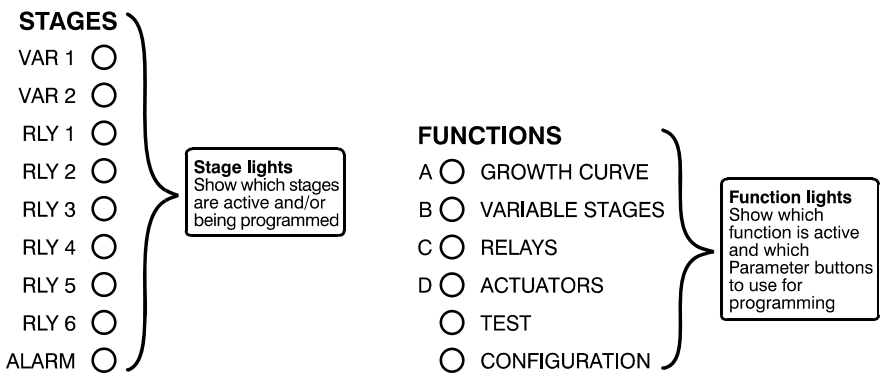 STAGES
VAR 1
VAR 2
RLY 1
RLY 2
RLY 3
RLY 4
RLY 5
RLY 6
ALARM
Stage lights
Show which stages
are active and/or
being programmed
FUNCTIONS
A GROWTH CURVE
B VARIABLE STAGES
C RELAYS
D ACTUATORS
TEST
CONFIGURATION
Function lights
Show which
function is active
and which
Parameter buttons
to use for
programming